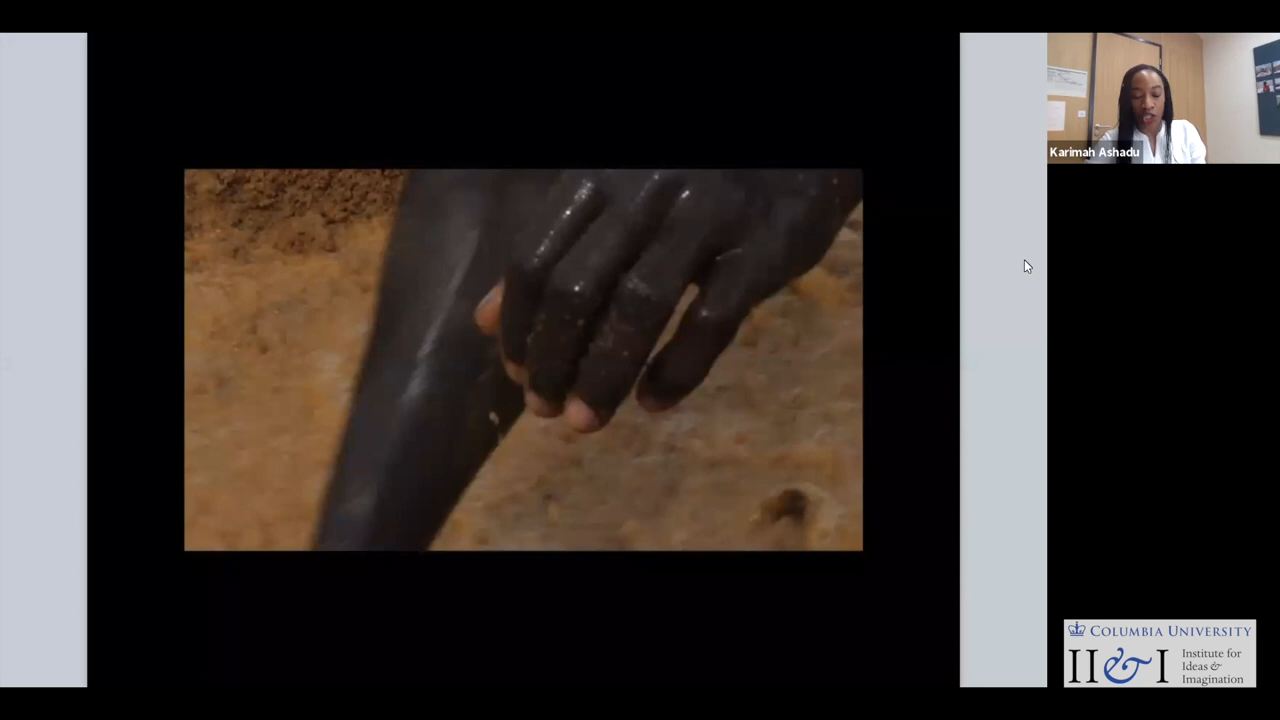 Karimah Ashadu
COLUMBIA UNIVERSITY
II&I
Institute for
Ideas &
Imagination